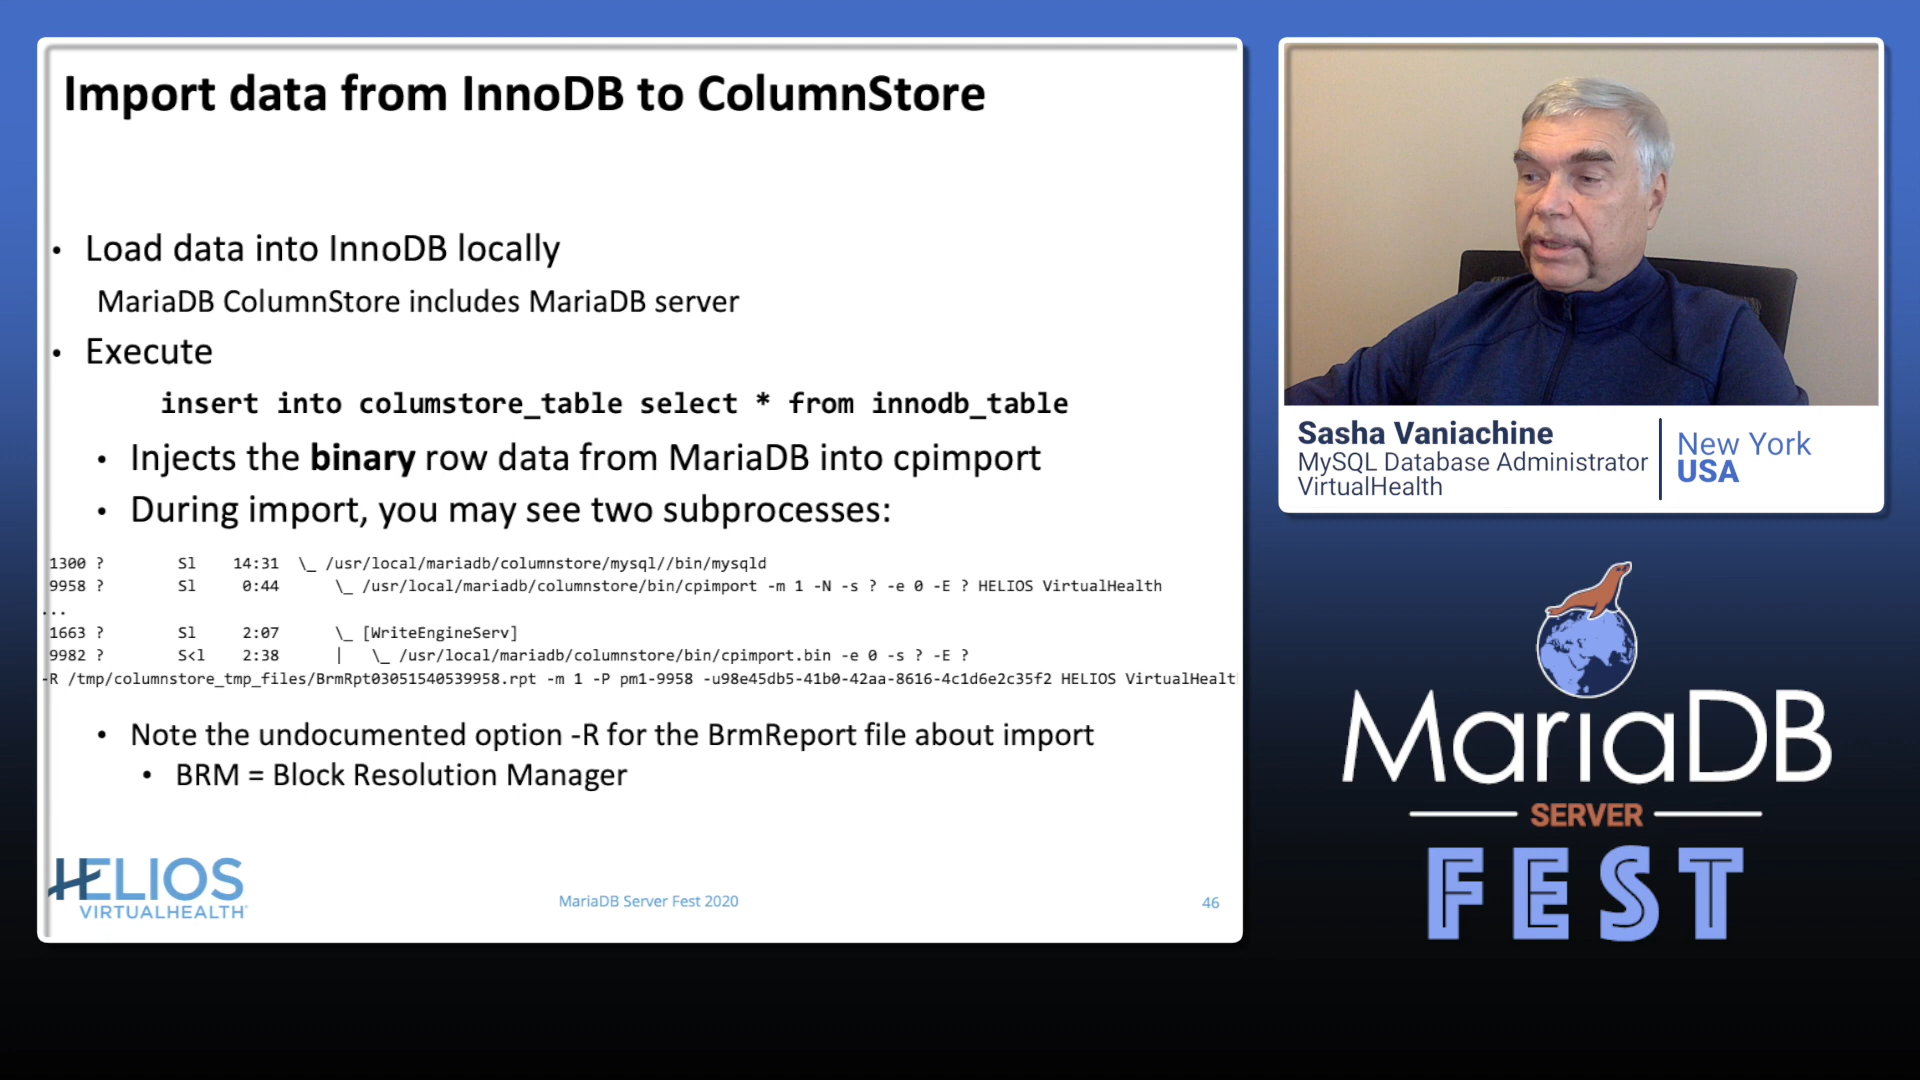 Import data from InnoDB to ColumnStore
• Load data into InnoDB locally
MariaDB ColumnStore includes MariaDB server
• Execute
insert into columstore_table select * from innodb_table
• Injects the binary row data from MariaDB into cpimport
• During import, you may see two subprocesses:
1300 ? Sl 14:31 \_ /usr/local/mariadb/columnstore/mysql//bin/mysqld
9958 ? Sl 0:44 \_ /usr/local/mariadb/columnstore/bin/cpimport -m 1 -N -s ? -e 0 -E ? HELIOS VirtualHealth
...
1663 ? Sl 2:07 \_ [WriteEngineServ]
9982 ? S<l 2:38 | \_ /usr/local/mariadb/columnstore/bin/cpimport.bin -e 0 -s ? -E ?
-R /tmp/columnstore_tmp_files/BrmRpt03051540539958.rpt -m 1 -P pm1-9958 -u98e45db5-41b0-42aa-8616-4c1d6e2c35f2 HELIOS VirtualHealt
• Note the undocumented option -R for the BrmReport file about import
• BRM = Block Resolution Manager
HELIOS
VIRTUALHEALTH
MariaDB Server Fest 2020
46
Sasha Vaniachine
MySQL Database Administrator
VirtualHealth
New York
USA
MariaDB
SERVER
FEST